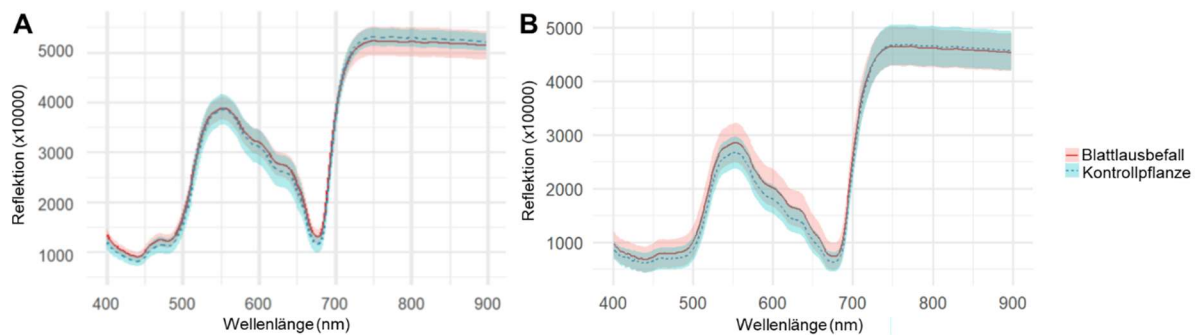 A
B
Reflektion (x10000)
5000
4000
3000
2000
1000
400 500 600 700 800 900
Wellenlänge (nm)
Reflektion (x10000)
5000
4000
3000
2000
1000
400 500 600 700 800 900
Wellenlänge (nm)
Blattlausbefall
Kontrollpflanze